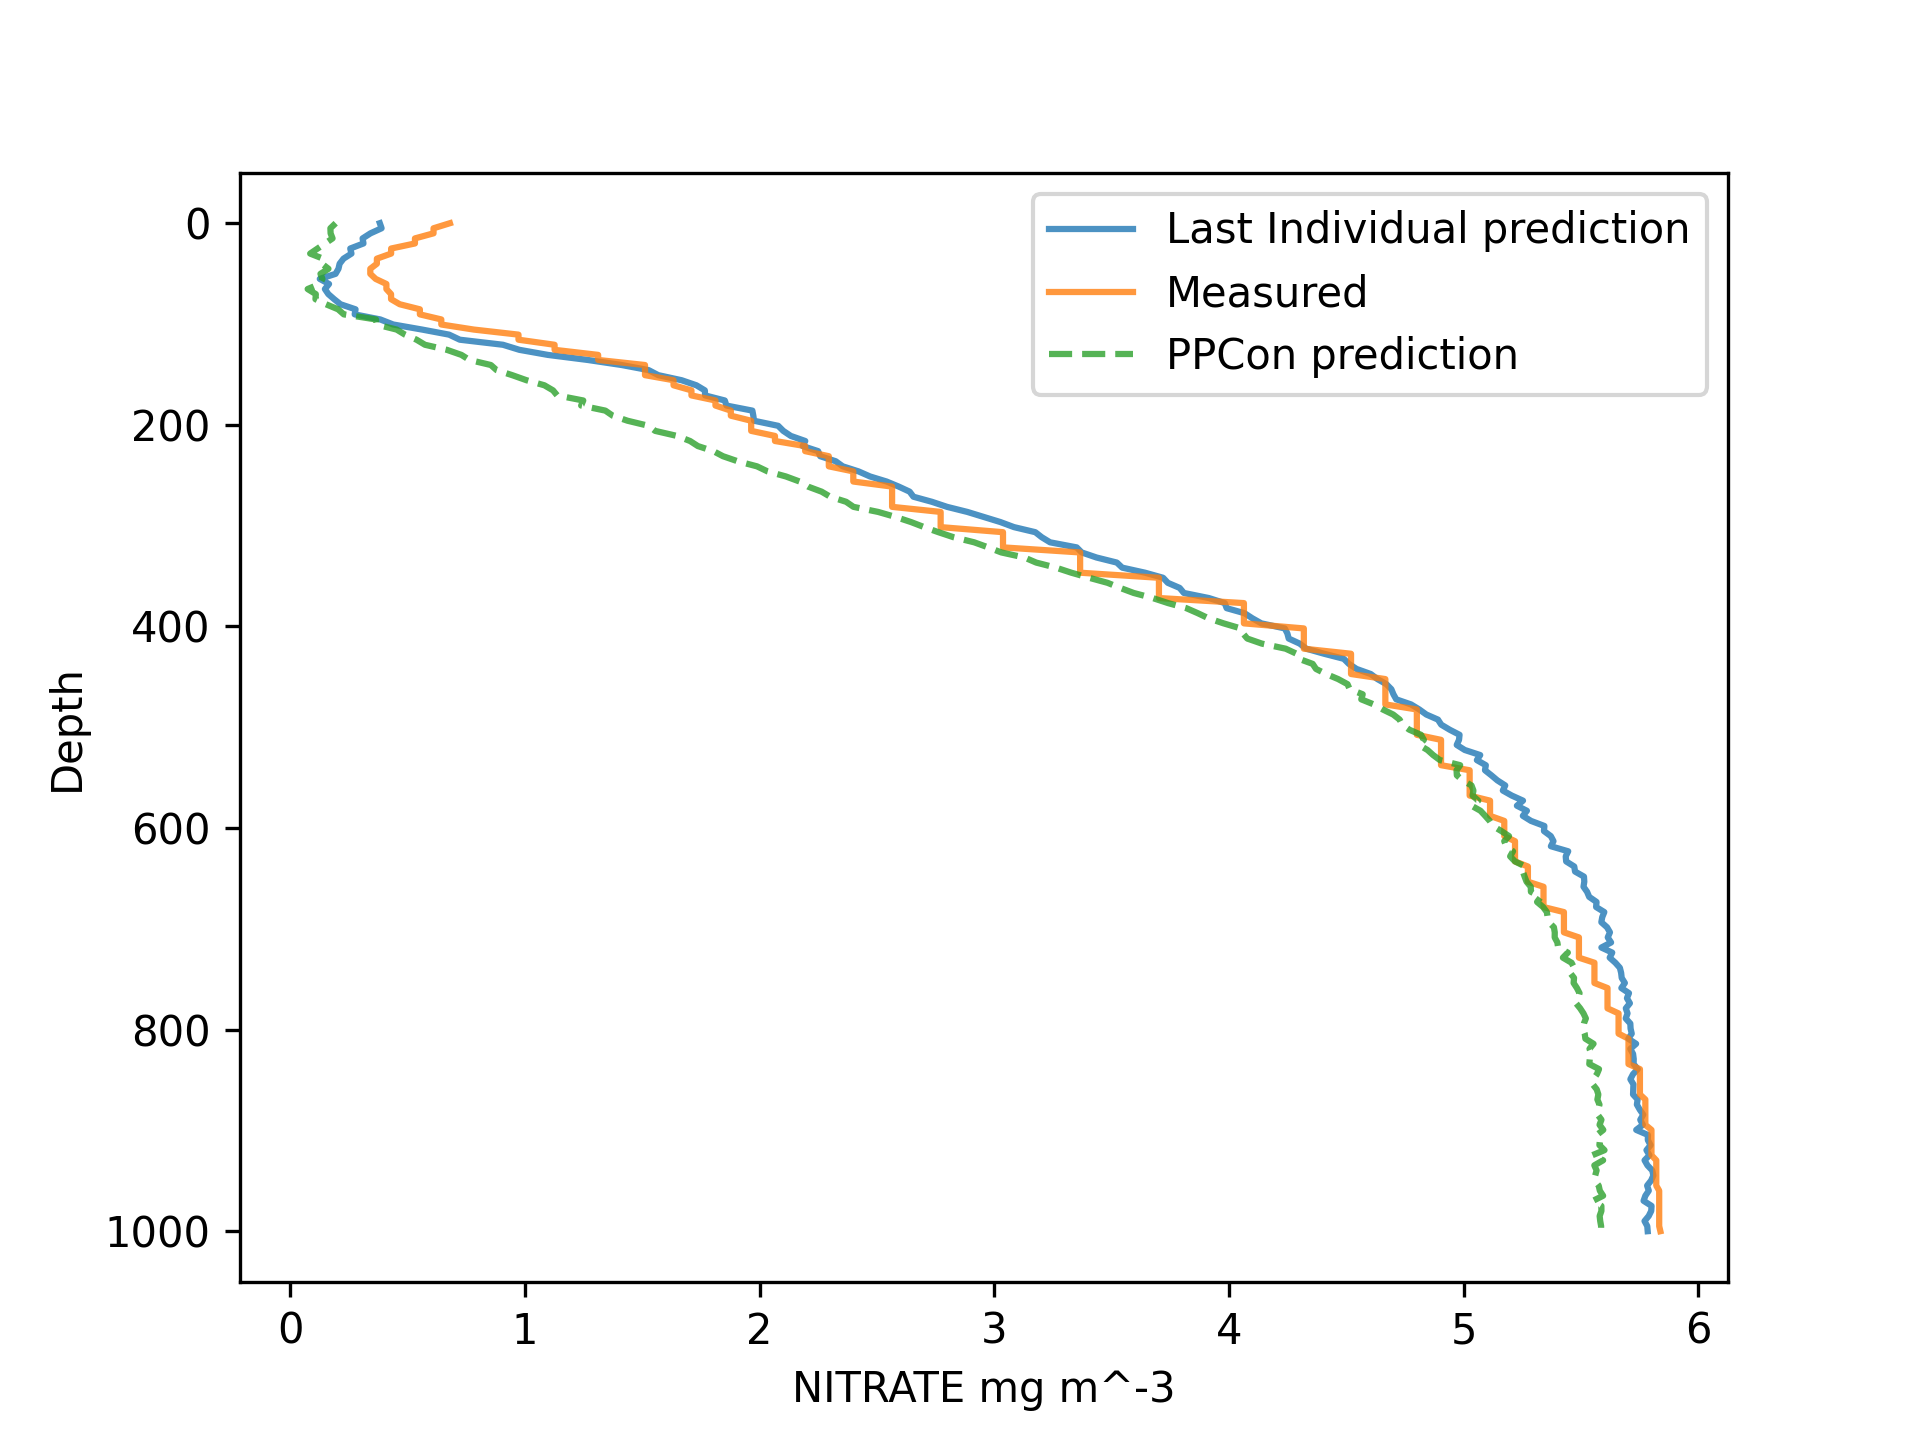 Last Individual prediction
Measured
PPCon prediction
0
200
400
600
800
1000
Depth
0 1 2 3 4 5 6
NITRATE mg m^-3